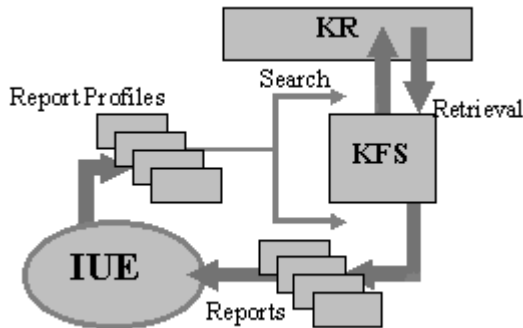 KR
Search
Report Profiles
Retrieval
KFS
IUE
Reports